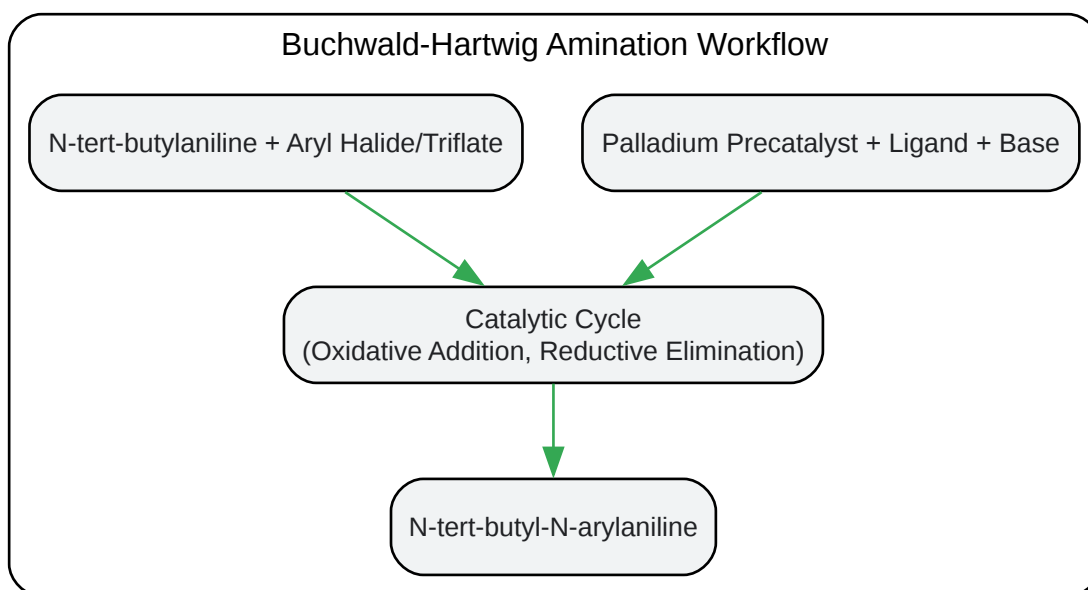 Buchwald-Hartwig Amination Workflow
N-tert-butylaniline + Aryl Halide/Triflate
Palladium Precatalyst + Ligand + Base
Catalytic Cycle
(Oxidative Addition, Reductive Elimination)
N-tert-butyl-N-arylaniline